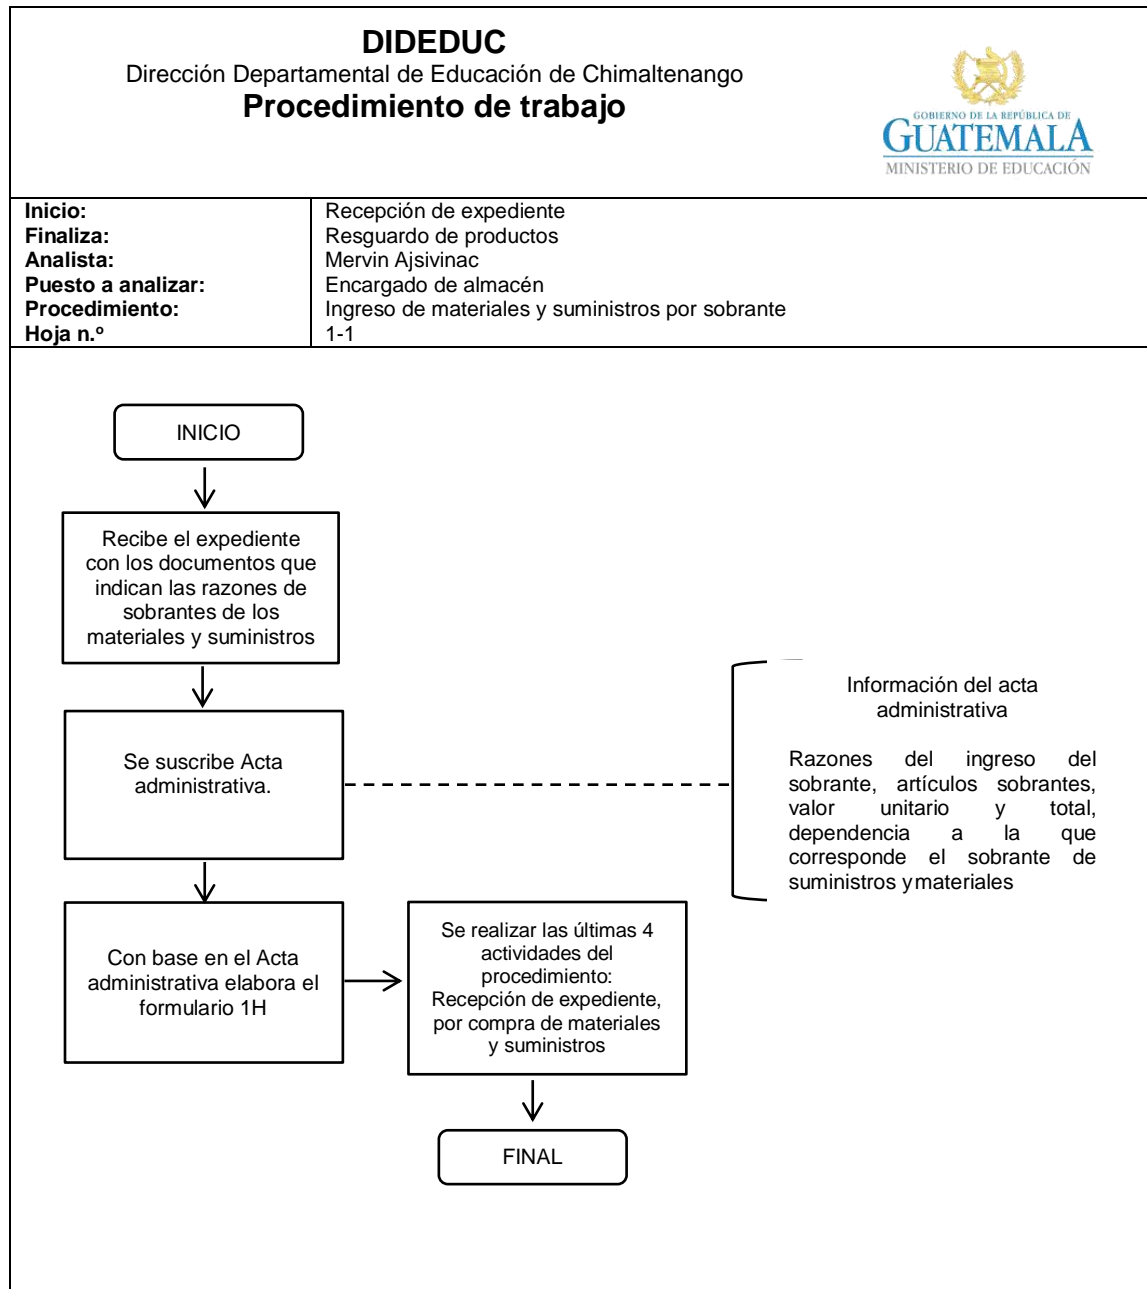 DIDEDUC
Dirección Departamental de Educación de Chimaltenango
Procedimiento de trabajo
GOBIERNO DE LA REPÚBLICA DE
GUATEMALA
MINISTERIO DE EDUCACIÓN
Inicio: Recepción de expediente
Finaliza: Resguardo de productos
Analista: Mervin Ajsivinac
Puesto a analizar: Encargado de almacén
Procedimiento: Ingreso de materiales y suministros por sobrante
Hoja n.º 1-1
INICIO
Recibe el expediente
con los documentos que
indican las razones de
sobrantes de los
materiales y suministros
Se suscribe Acta
administrativa.
Información del acta
administrativa
Razones del ingreso del
sobrante, artículos sobrantes,
valor unitario y total,
dependencia a la que
corresponde el sobrante de
suministros y materiales
Con base en el Acta
administrativa elabora el
formulario 1H
Se realizar las últimas 4
actividades del
procedimiento:
Recepción de expediente,
por compra de materiales
y suministros
FINAL